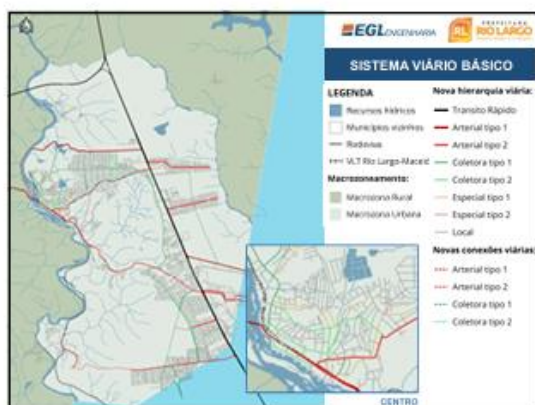 EGL ENGENHARIA
PREFEITURA
RIO LARGO
SISTEMA VIÁRIO BÁSICO
LEGENDA
Recursos hídricos
Municípios vizinhos
Rodovias
VLT Rio Largo-Maceió
Macrozoneamento:
Macrozona Rural
Macrozona Urbana
Nova hierarquia viária:
Transito Rápido
Arterial tipo 1
Arterial tipo 2
Coletora tipo 1
Coletora tipo 2
Especial tipo 1
Especial tipo 2
Local
Novas conexões viárias:
Arterial tipo 1
Arterial tipo 2
Coletora tipo 1
Coletora tipo 2
CENTRO